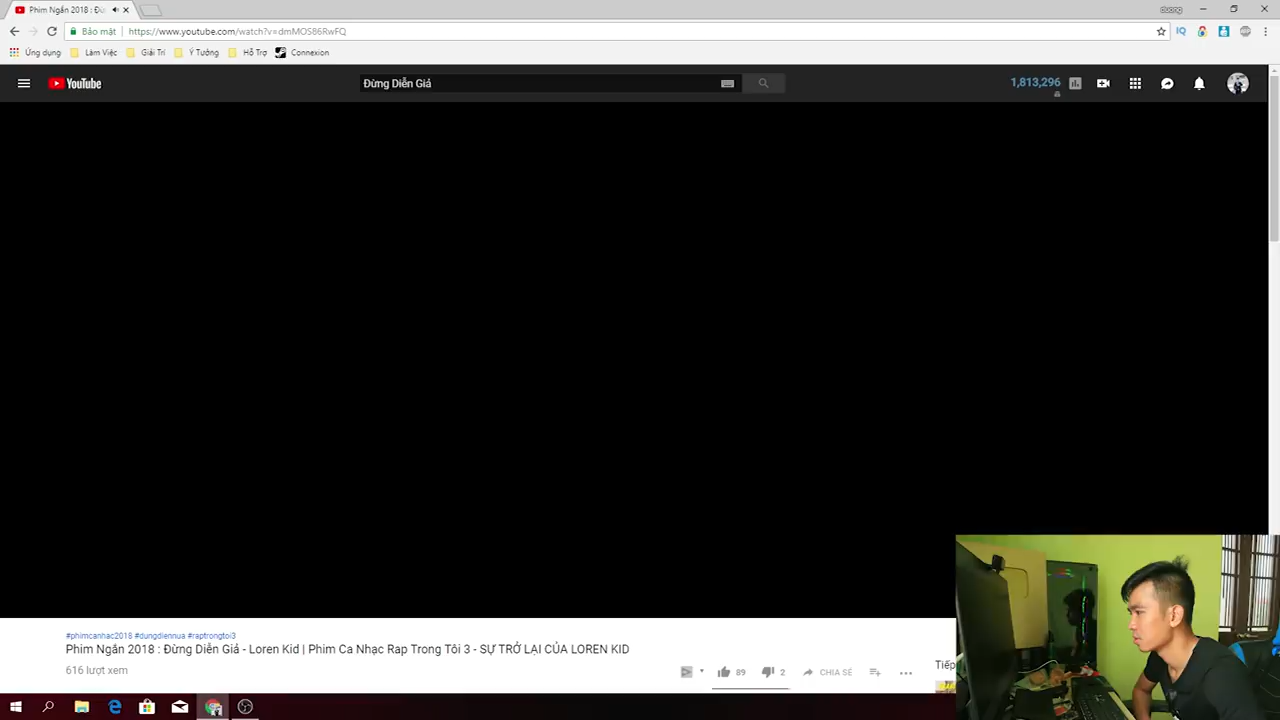 Phim Ngắn 2018 : Đừ
duong
Bảo mật
https://www.youtube.com/watch?v=dmMOS86RwFQ
IQ
Ứng dụng
Làm Việc
Giải Trí
Ý Tưởng
Hỗ Trợ
Connexion
YouTube
Đừng Diễn Giả
1,813,296
#phimcanhac2018 #dungdiennua #raptrongtoi3
Phim Ngắn 2018 : Đừng Diễn Giả - Loren Kid | Phim Ca Nhạc Rap Trong Tôi 3 - SỰ TRỞ LẠI CỦA LOREN KID
616 lượt xem
89
2
CHIA SẺ
Tiếp